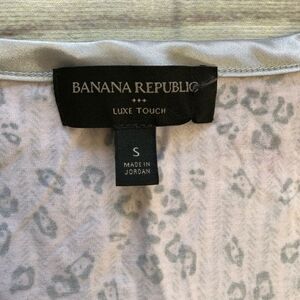 BANANA REPUBLIC
LUXE TOUCH
S
MADE IN
JORDAN